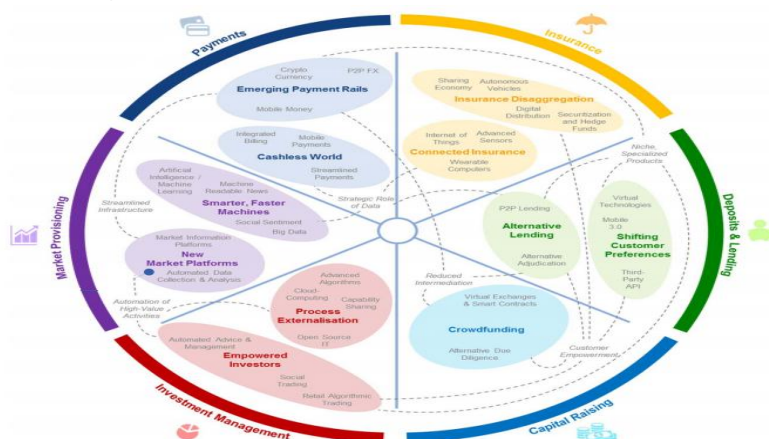 Payments
Insurance
Deposits & Lending
Capital Raising
Investment Management
Market Provisioning
Crypto
Currency
P2P FX
Emerging Payment Rails
Mobile Money
Integrated
Billing
Mobile
Payments
Cashless World
Streamlined
Payments
Sharing
Economy
Autonomous
Vehicles
Insurance Disaggregation
Digital
Distribution
Securitization
and Hedge
Funds
Internet of
Things
Advanced
Sensors
Connected Insurance
Wearable
Computers
Niche,
Specialized
Products
Artificial
Intelligence /
Machine
Learning
Machine
Readable News
Smarter, Faster
Machines
Social Sentiment
Big Data
Strategic Role
of Data
Streamlined
Infrastructure
P2P Lending
Alternative
Lending
Alternative
Adjudication
Virtual
Technologies
Mobile
3.0
Shifting
Customer
Preferences
Third-
Party
API
Market Information
Platforms
New
Market Platforms
Automated Data
Collection & Analysis
Automation of
High-Value
Activities
Advanced
Algorithms
Cloud-
Computing
Capability
Sharing
Process
Externalisation
Open Source
IT
Reduced
Intermediation
Virtual Exchanges
& Smart Contracts
Crowdfunding
Alternative Due
Diligence
Customer
Empowerment
Automated Advice &
Management
Empowered
Investors
Social
Trading
Retail Algorithmic
Trading